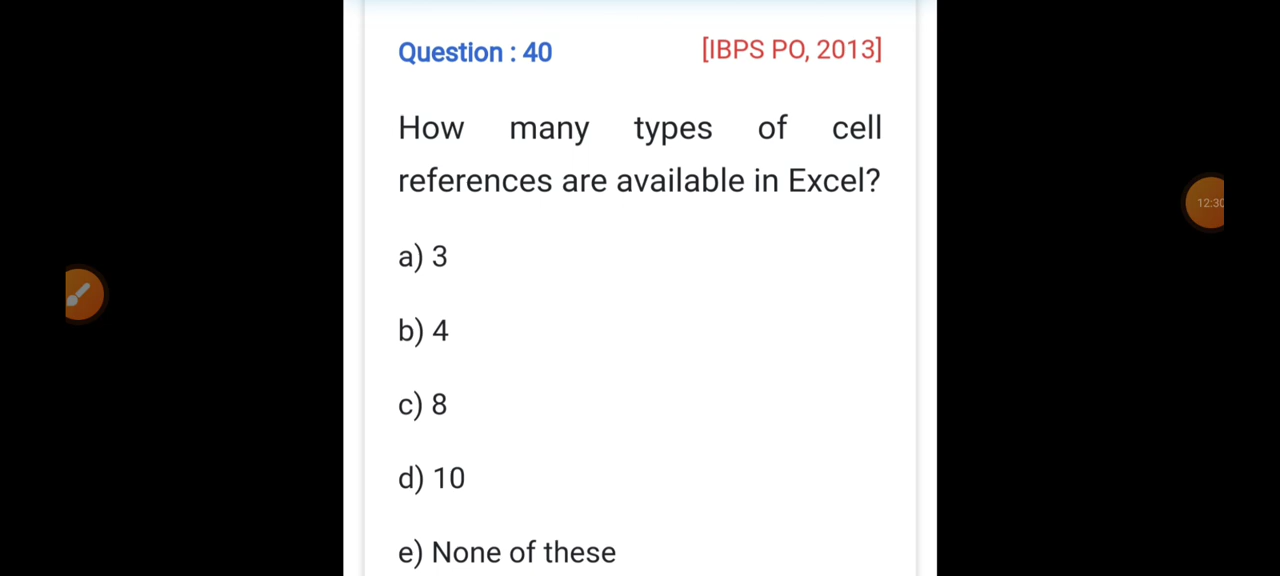 Question : 40 [IBPS PO, 2013]
How many types of cell
references are available in Excel?
a) 3
b) 4
c) 8
d) 10
e) None of these
12:30